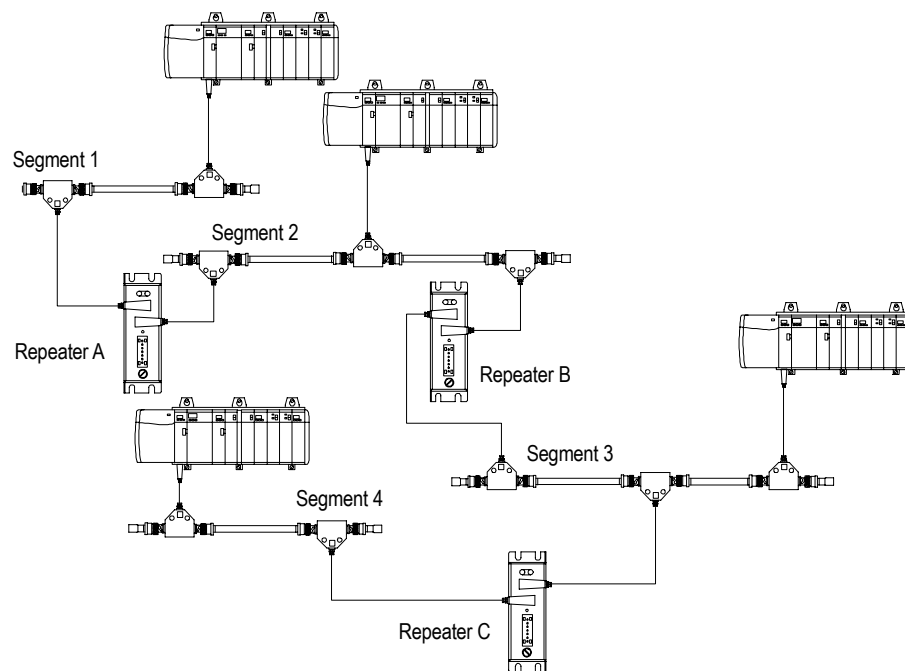 Segment 1
Segment 2
Repeater A
Repeater B
Segment 3
Segment 4
Repeater C